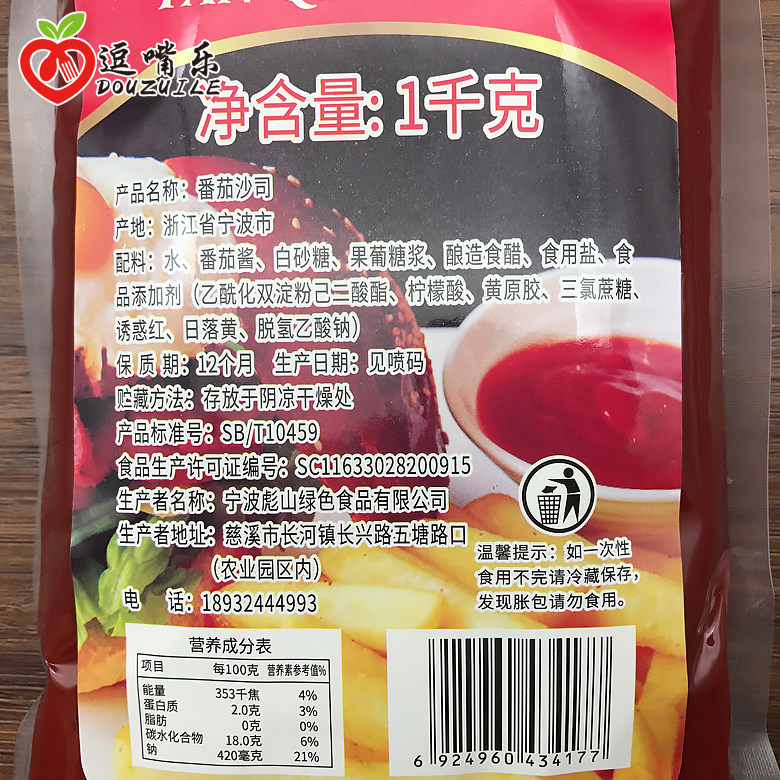 逗嘴乐
DOUZUILE
净含量: 1千克
产品名称: 番茄沙司
产地: 浙江省宁波市
配料: 水、番茄酱、白砂糖、果葡糖浆、酿造食醋、食用盐、食
品添加剂（乙酰化双淀粉己二酸酯、柠檬酸、黄原胶、三氯蔗糖、
诱惑红、日落黄、脱氢乙酸钠）
保质期: 12个月 生产日期: 见喷码
贮藏方法: 存放于阴凉干燥处
产品标准号: SB/T10459
食品生产许可证编号: SC11633028200915
生产者名称: 宁波彪山绿色食品有限公司
生产者地址: 慈溪市长河镇长兴路五塘路口
（农业园区内）
电 话: 18932444993
温馨提示: 如一次性
食用不完请冷藏保存,
发现胀包请勿食用。
营养成分表
项目 每100克 营养素参考值%
能量 353千焦 4%
蛋白质 2.0克 3%
脂肪 0克 0%
碳水化合物 18.0克 6%
钠 420毫克 21%
6 924960 434177